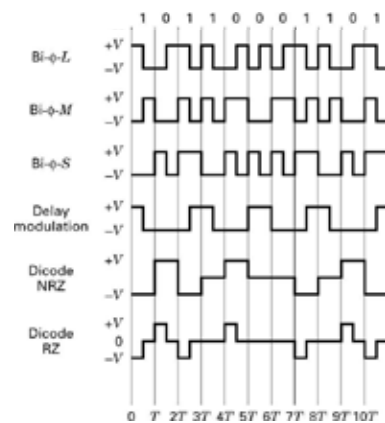 1 0 1 1 0 0 0 1 1 0 1
Bi-ϕ-L +V
−V
Bi-ϕ-M +V
−V
Bi-ϕ-S +V
−V
Delay modulation +V
−V
Dicode NRZ +V
−V
Dicode RZ +V
0
−V
0 T 2T 3T 4T 5T 6T 7T 8T 9T 10T